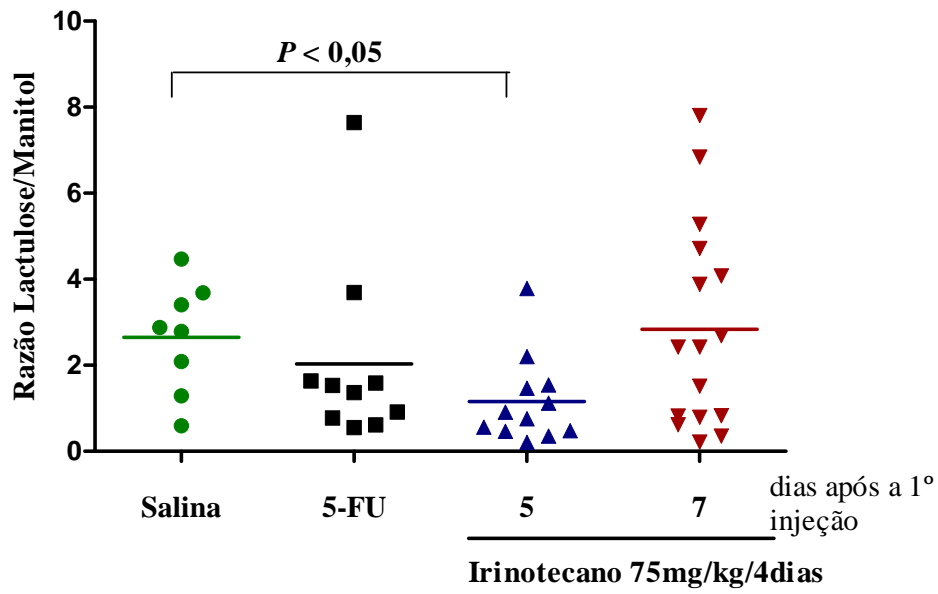 10
P < 0,05
8
6
4
2
0
Razão Lactulose/Manitol
Salina
5-FU
5
7
dias após a 1º
injeção
Irinotecano 75mg/kg/4dias